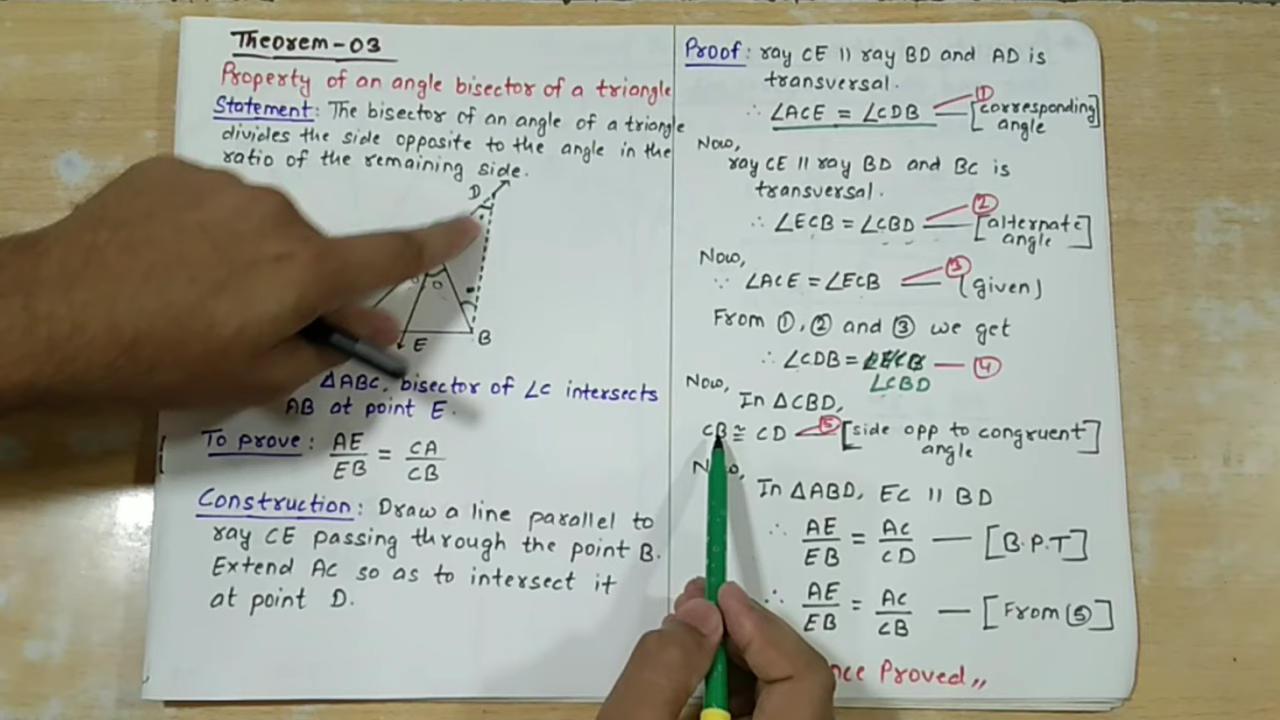 Theorem-03
Property of an angle bisector of a triangle
Statement: The bisector of an angle of a triangle
divides the side opposite to the angle in the
ratio of the remaining side.
D
E
B
ΔABC, bisector of ∠C intersects
AB at point E.
To prove: AE/EB = CA/CB
Construction: Draw a line parallel to
ray CE passing through the point B.
Extend AC so as to intersect it
at point D.
Proof: ray CE || ray BD and AD is
transversal.
∴ ∠ACE = ∠CDB — ① [corresponding
angle]
Now,
ray CE || ray BD and BC is
transversal.
∴ ∠ECB = ∠CBD — ② [alternate
angle]
Now,
∵ ∠ACE = ∠ECB — ③ (given)
From ①, ② and ③ we get
∴ ∠CDB = — ④
∠CBD
Now,
In ΔCBD,
CB ≅ CD — ⑤ [side opp to congruent
angle]
In ΔABD, EC || BD
∴ AE/EB = AC/CD — [B.P.T]
∴ AE/EB = AC/CB — [From ⑤]
Proved,,